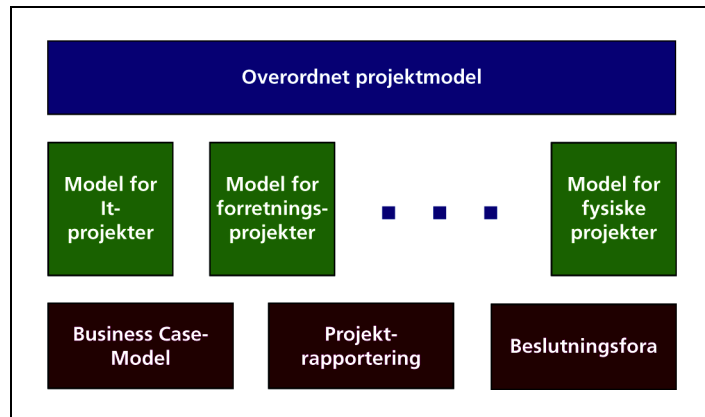 Overordnet projektmodel
Model for
It-
projekter
Model for
forretnings-
projekter
Model for
fysiske
projekter
Business Case-
Model
Projekt-
rapportering
Beslutningsfora